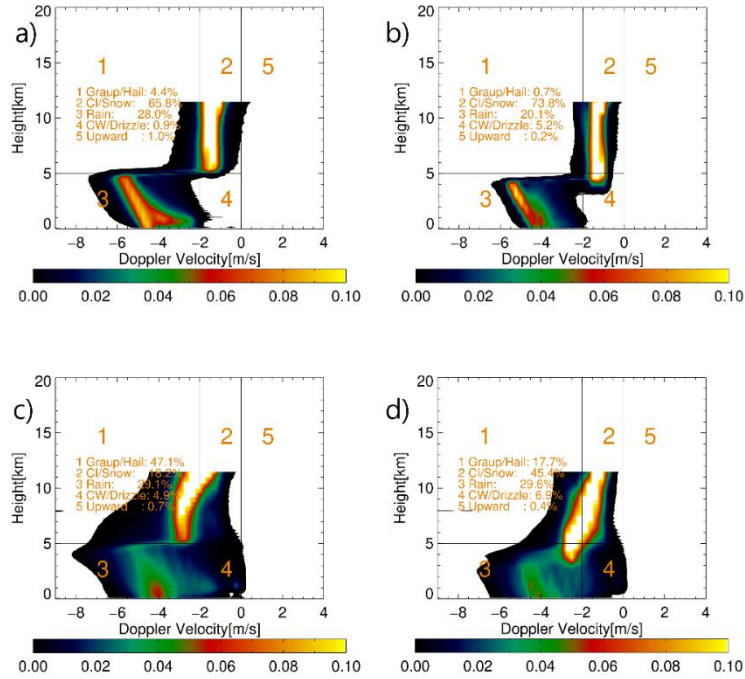 a)
20
15
10
5
0
Height[km]
1
2
5
1 Graup/Hail: 4.4%
2 CI/Snow: 65.8%
3 Rain: 28.0%
4 CW/Drizzle: 0.9%
5 Upward : 1.0%
3
4
−8 −6 −4 −2 0 2 4
Doppler Velocity[m/s]
0.00 0.02 0.04 0.06 0.08 0.10
b)
20
15
10
5
0
Height[km]
1
2
5
1 Graup/Hail: 0.7%
2 CI/Snow: 73.8%
3 Rain: 20.1%
4 CW/Drizzle: 5.2%
5 Upward : 0.2%
3
4
−8 −6 −4 −2 0 2 4
Doppler Velocity[m/s]
0.00 0.02 0.04 0.06 0.08 0.10
c)
20
15
10
5
0
Height[km]
1
2
5
1 Graup/Hail: 47.1%
2 CI/Snow: 18.2%
3 Rain: 29.1%
4 CW/Drizzle: 4.9%
5 Upward : 0.7%
3
4
−8 −6 −4 −2 0 2 4
Doppler Velocity[m/s]
0.00 0.02 0.04 0.06 0.08 0.10
d)
20
15
10
5
0
Height[km]
1
2
5
1 Graup/Hail: 17.7%
2 CI/Snow: 45.4%
3 Rain: 29.6%
4 CW/Drizzle: 6.9%
5 Upward : 0.4%
3
4
−8 −6 −4 −2 0 2 4
Doppler Velocity[m/s]
0.00 0.02 0.04 0.06 0.08 0.10